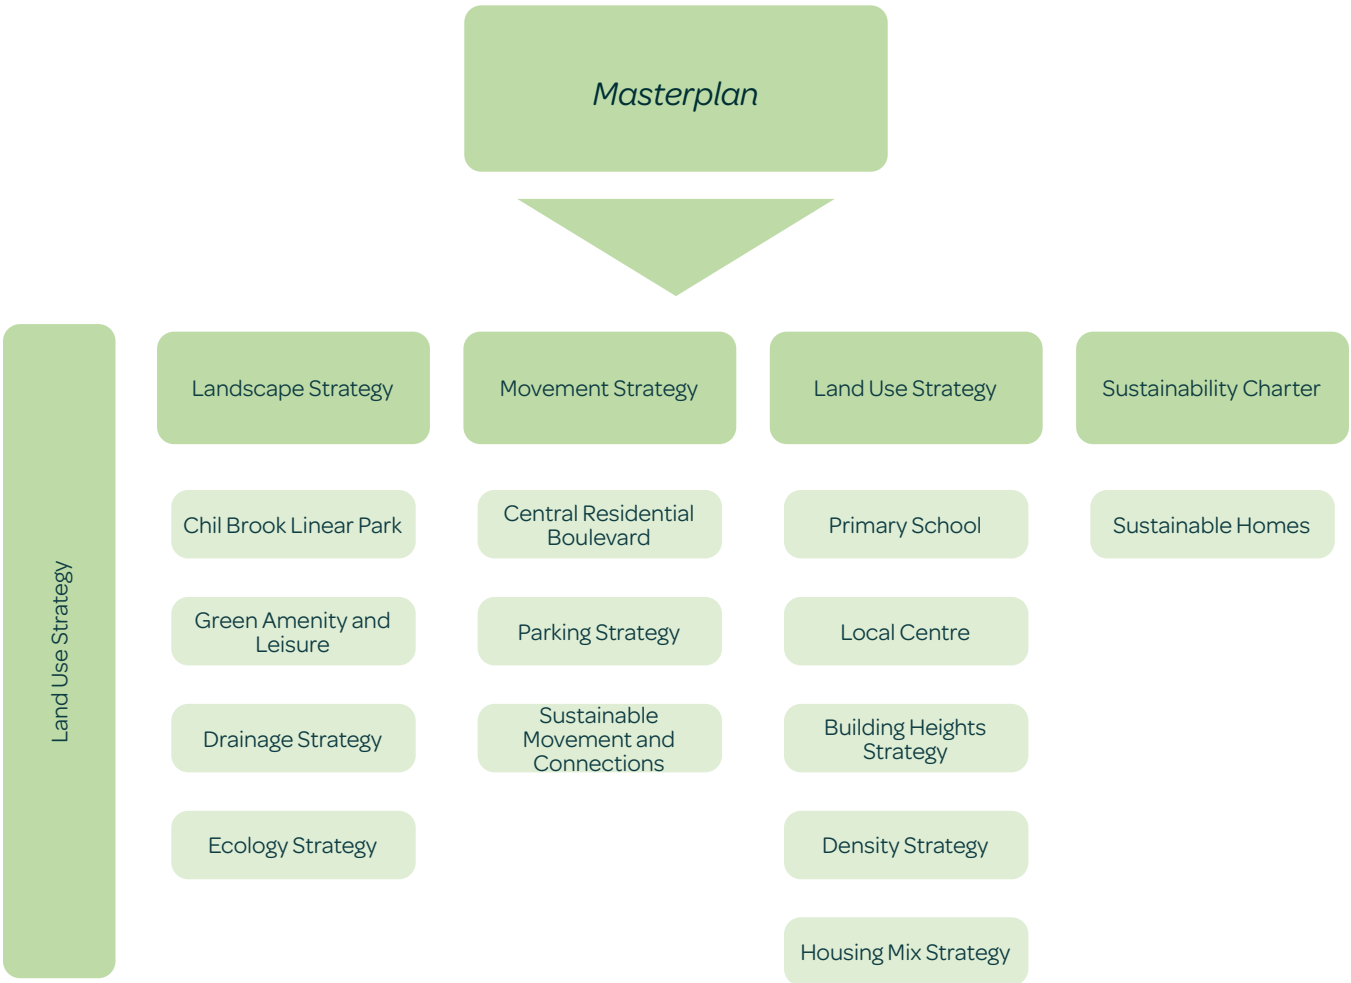 Masterplan
Land Use Strategy
Landscape Strategy
Chil Brook Linear Park
Green Amenity and
Leisure
Drainage Strategy
Ecology Strategy
Movement Strategy
Central Residential
Boulevard
Parking Strategy
Sustainable
Movement and
Connections
Land Use Strategy
Primary School
Local Centre
Building Heights
Strategy
Density Strategy
Housing Mix Strategy
Sustainability Charter
Sustainable Homes